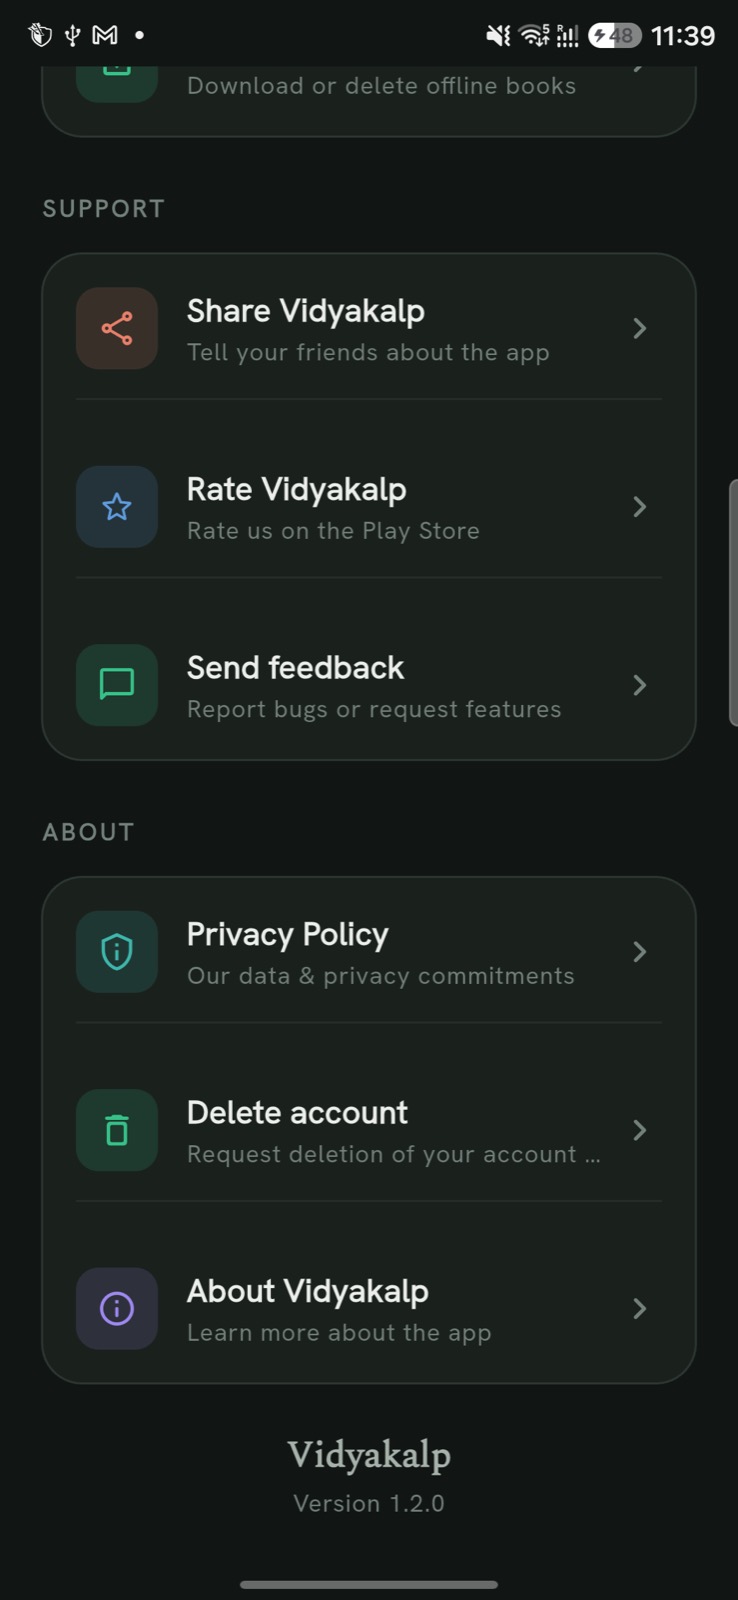 48 11:39
Download or delete offline books
SUPPORT
Share Vidyakalp
Tell your friends about the app
Rate Vidyakalp
Rate us on the Play Store
Send feedback
Report bugs or request features
ABOUT
Privacy Policy
Our data & privacy commitments
Delete account
Request deletion of your account ...
About Vidyakalp
Learn more about the app
Vidyakalp
Version 1.2.0